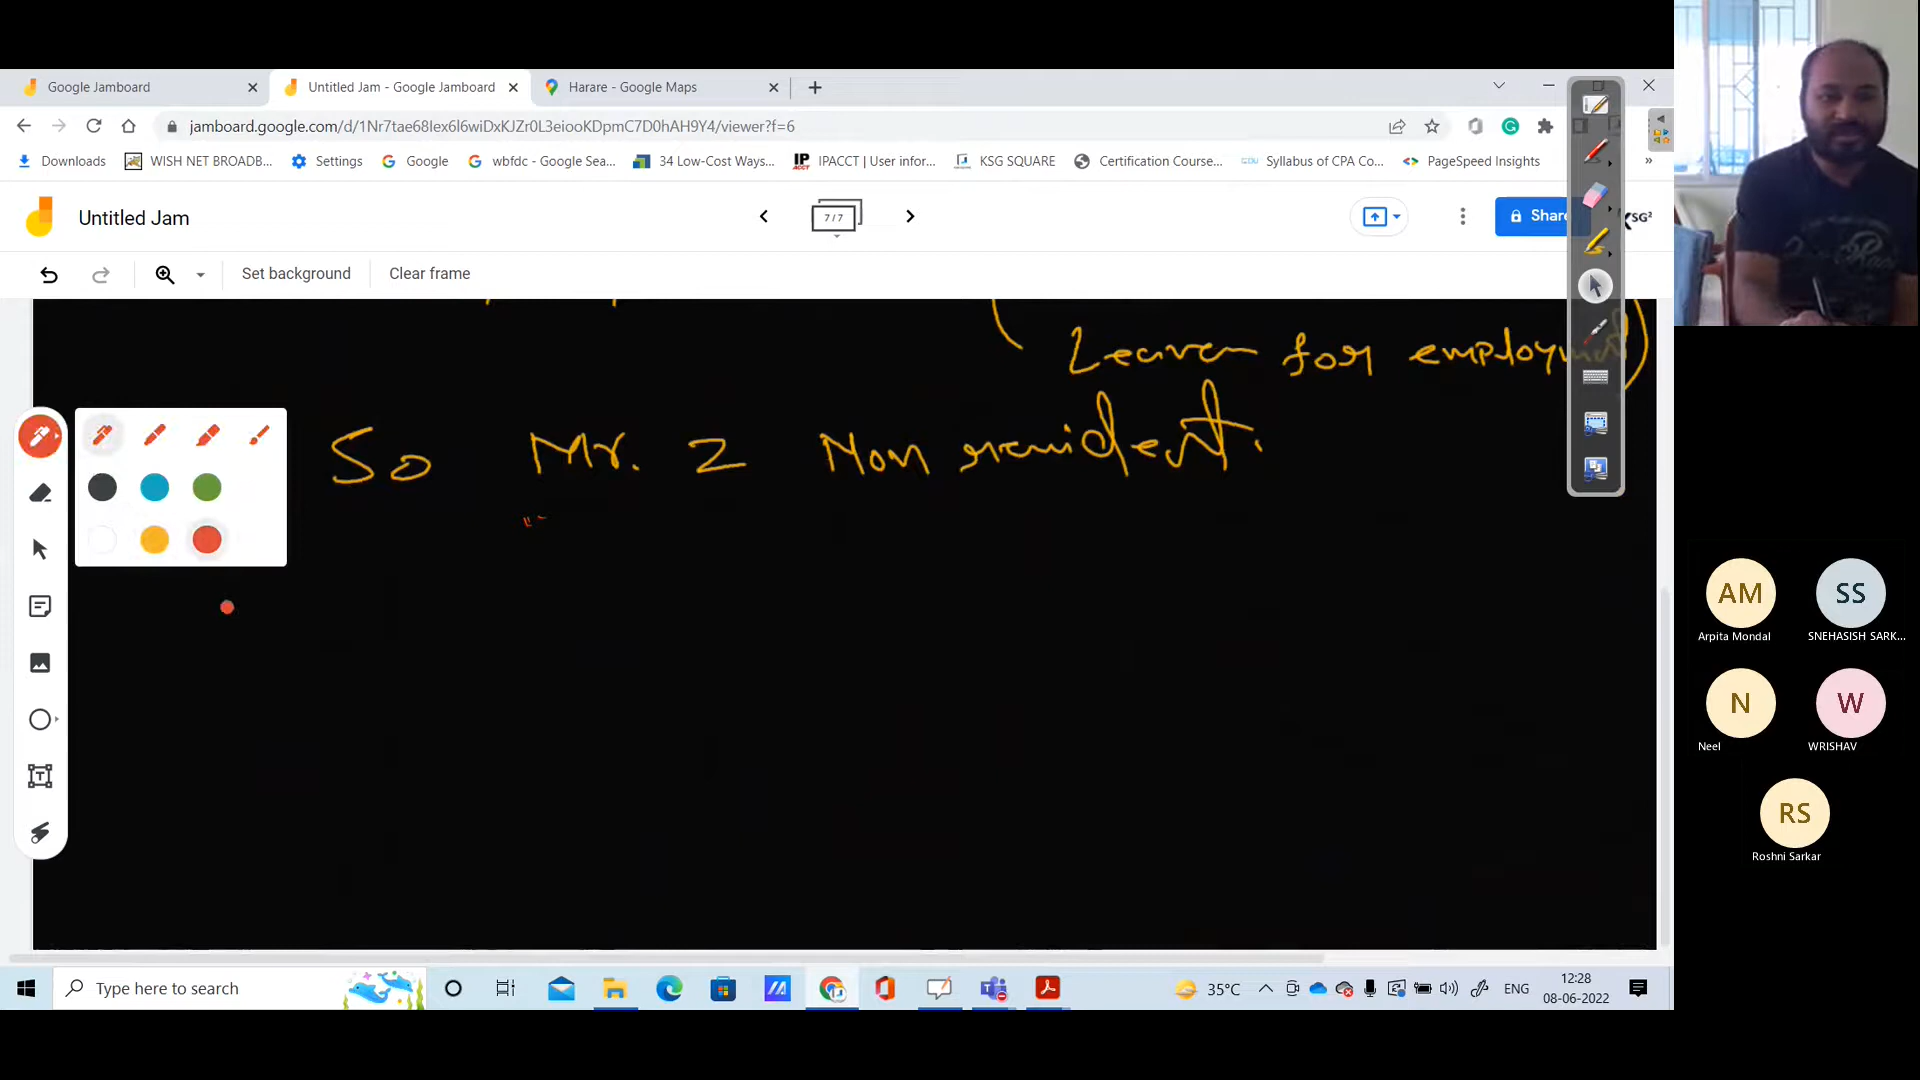 Google Jamboard
Untitled Jam - Google Jamboard
Harare - Google Maps
jamboard.google.com/d/1Nr7tae68Iex6l6wiDxKJZr0L3eiooKDpmC7D0hAH9Y4/viewer?f=6
Downloads
WISH NET BROADB...
Settings
Google
wbfdc - Google Sea...
34 Low-Cost Ways...
IPACCT | User infor...
KSG SQUARE
Certification Course...
Syllabus of CPA Co...
PageSpeed Insights
»
Untitled Jam
7 / 7
Share
KSG²
Set background
Clear frame
Leaves for employment)
So Mr. Z Non resident.
AM
Arpita Mondal
SS
SNEHASISH SARK...
N
Neel
W
WRISHAV
RS
Roshni Sarkar
Type here to search
35°C
ENG
12:28
08-06-2022